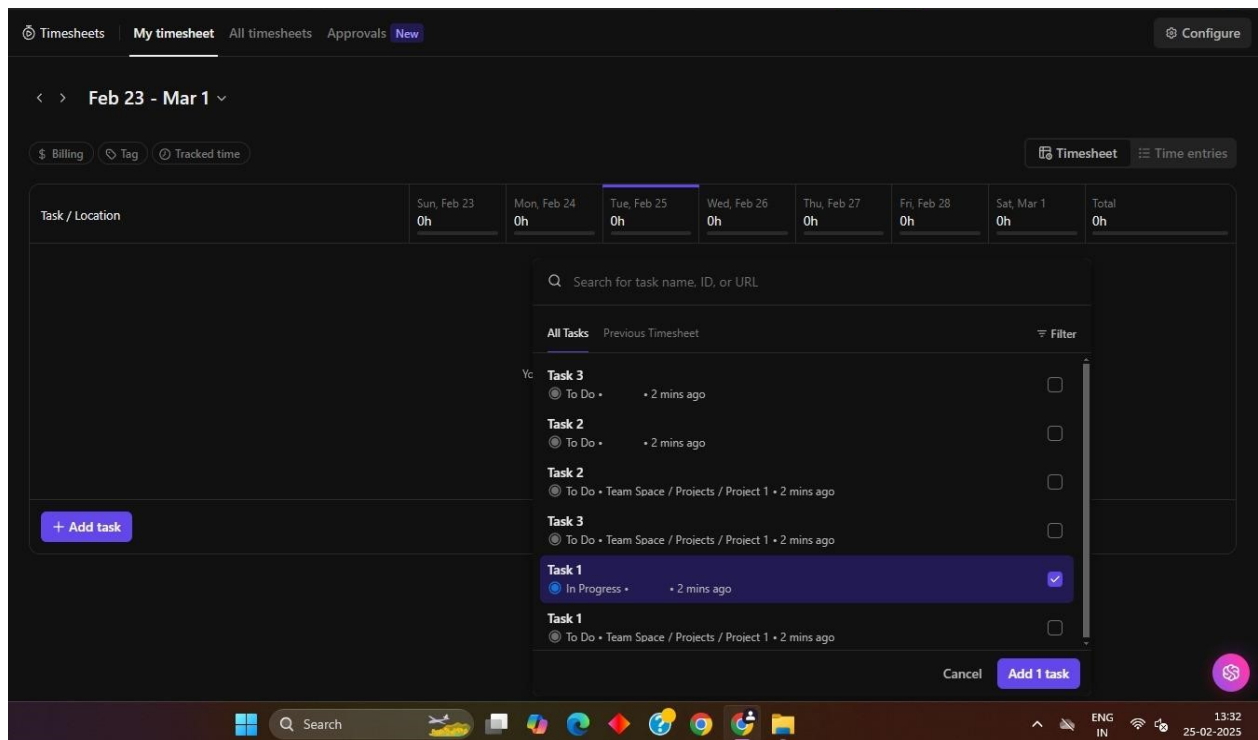 Timesheets My timesheet All timesheets Approvals New Configure
Feb 23 - Mar 1
$ Billing Tag Tracked time Timesheet Time entries
Task / Location Sun, Feb 23 Mon, Feb 24 Tue, Feb 25 Wed, Feb 26 Thu, Feb 27 Fri, Feb 28 Sat, Mar 1 Total
0h 0h 0h 0h 0h 0h 0h 0h
Search for task name, ID, or URL
All Tasks Previous Timesheet Filter
Task 3
To Do • • 2 mins ago
Task 2
To Do • • 2 mins ago
Task 2
To Do • Team Space / Projects / Project 1 • 2 mins ago
Task 3
To Do • Team Space / Projects / Project 1 • 2 mins ago
+ Add task
Task 1
In Progress • • 2 mins ago
Task 1
To Do • Team Space / Projects / Project 1 • 2 mins ago
Cancel Add 1 task
Search ENG 13:32
IN 25-02-2025